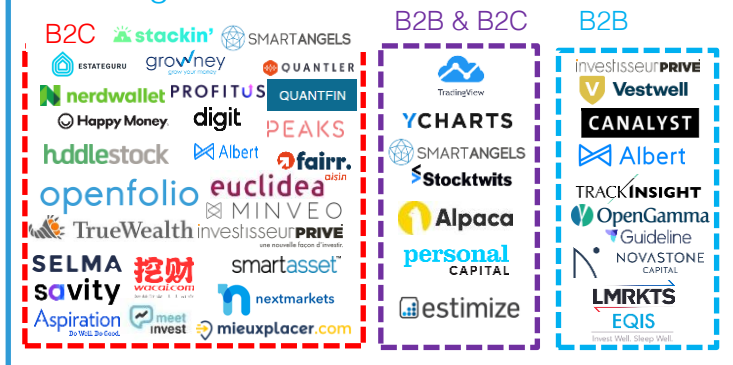 B2C
stackin'
SMARTANGELS
ESTATEGURU
growney
grow your money
QUANTLER
nerdwallet
PROFITUS
QUANTFIN
Happy Money
digit
PEAKS
huddlestock
Albert
fairr.
aisin
openfolio
euclidea
MINVEO
TrueWealth
investisseurPRIVÉ
une nouvelle façon d'investir.
SELMA
挖财
wacai.com
smartasset™
savity
nextmarkets
Aspiration
Do Well. Do Good.
meet
invest
mieuxplacer.com
B2B & B2C
TradingView
YCHARTS
SMARTANGELS
Stocktwits
Alpaca
personal
CAPITAL
estimize
B2B
investisseurPRIVÉ
Vestwell
CANALYST
Albert
TRACKINSIGHT
OpenGamma
Guideline
NOVASTONE
CAPITAL
LMRKTS
EQIS
Invest Well. Sleep Well.